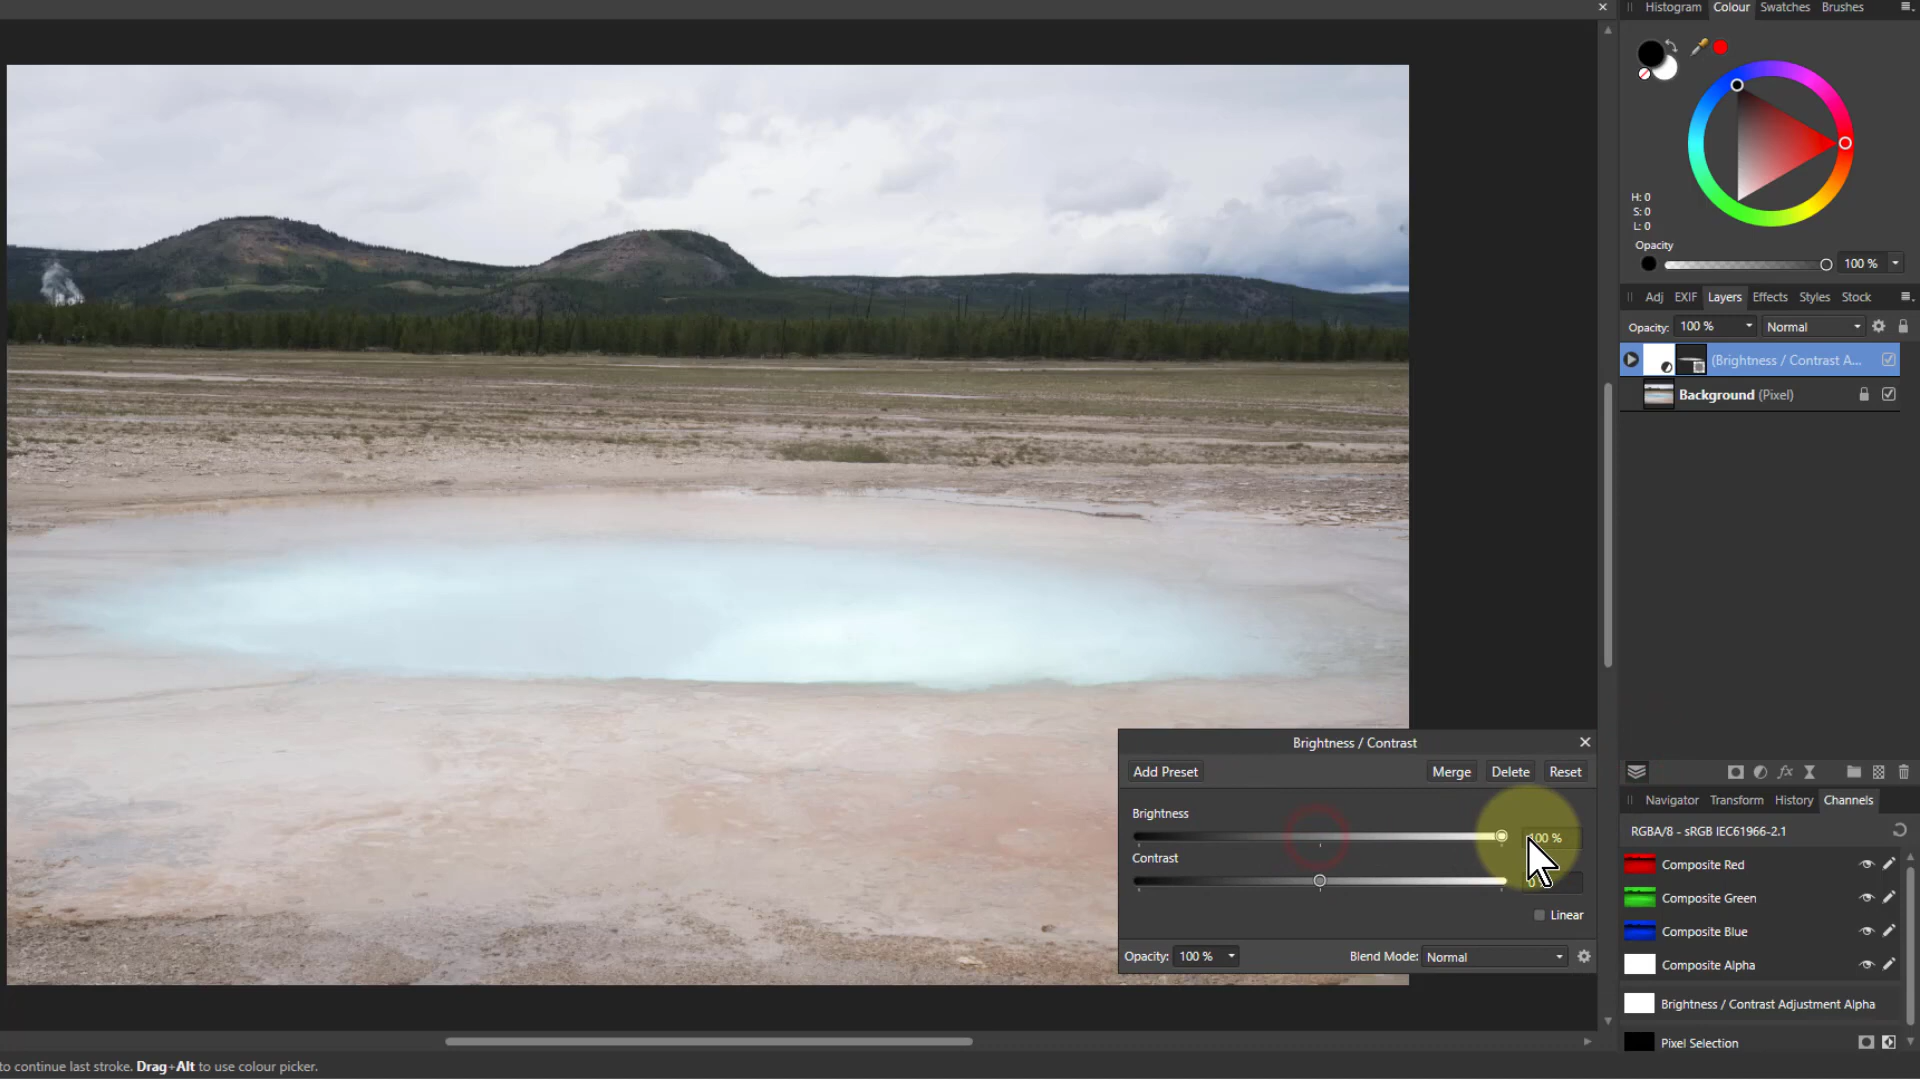 Histogram Colour Swatches Brushes
H: 0
S: 0
L: 0
Opacity
100 %
Adj EXIF Layers Effects Styles Stock
Opacity: 100 % Normal
(Brightness / Contrast A...
Background (Pixel)
Brightness / Contrast
Add Preset Merge Delete Reset
Brightness
100 %
Contrast
0
Linear
Opacity: 100 % Blend Mode: Normal
Navigator Transform History Channels
RGBA/8 - sRGB IEC61966-2.1
Composite Red
Composite Green
Composite Blue
Composite Alpha
Brightness / Contrast Adjustment Alpha
Pixel Selection
to continue last stroke. Drag+Alt to use colour picker.